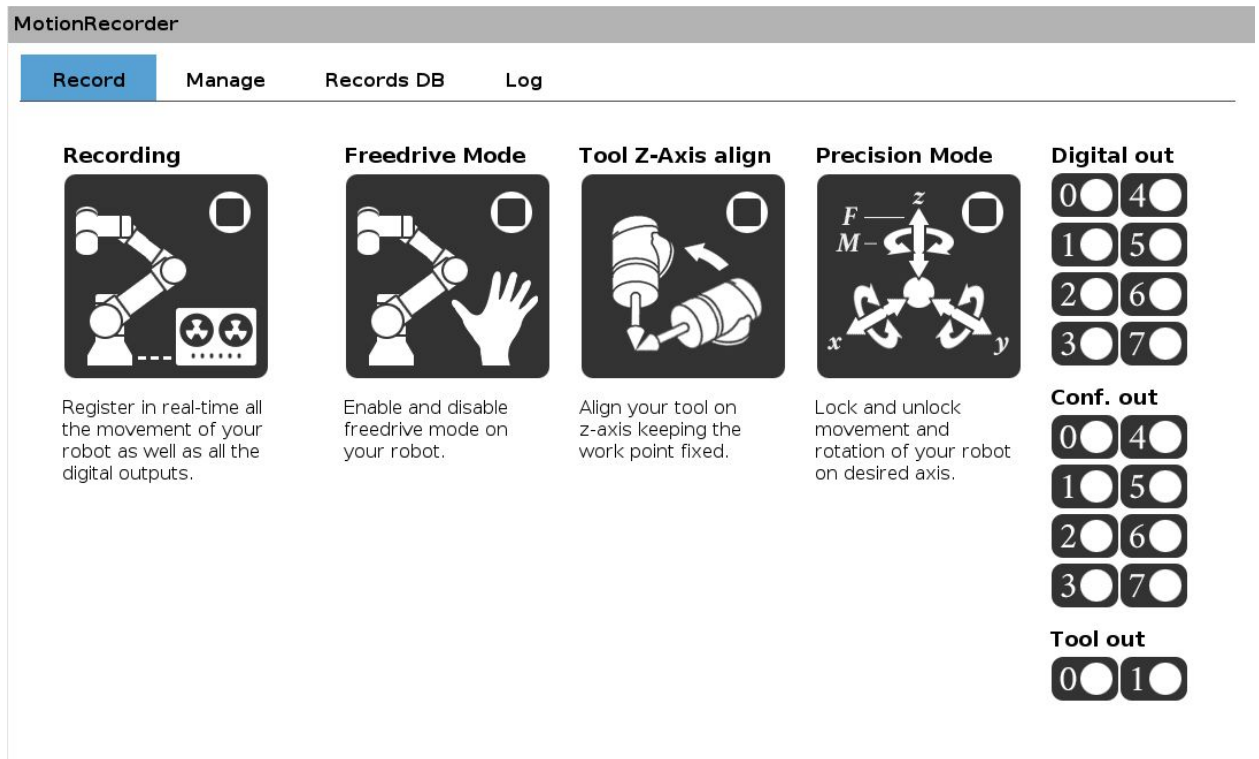 MotionRecorder
Record Manage Records DB Log
Recording
Register in real-time all
the movement of your
robot as well as all the
digital outputs.
Freedrive Mode
Enable and disable
freedrive mode on
your robot.
Tool Z-Axis align
Align your tool on
z-axis keeping the
work point fixed.
Precision Mode
F
z
M
x
y
Lock and unlock
movement and
rotation of your robot
on desired axis.
Digital out
0 4
1 5
2 6
3 7
Conf. out
0 4
1 5
2 6
3 7
Tool out
0 1